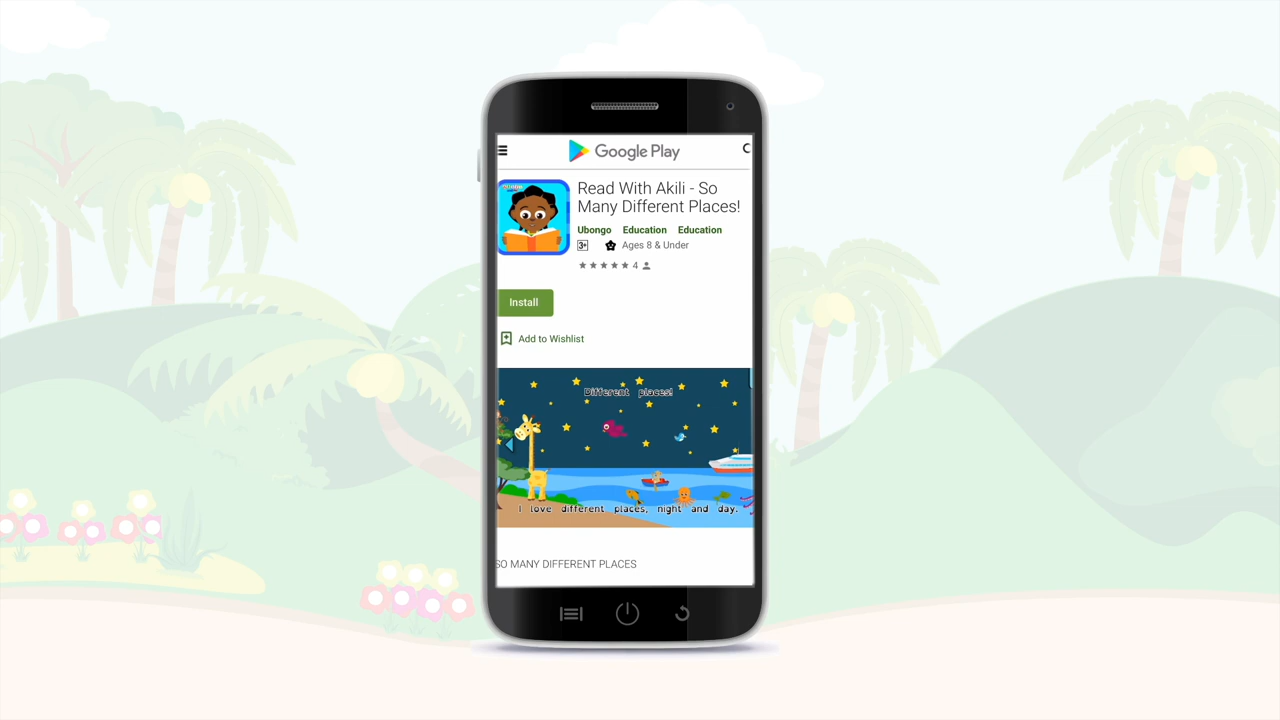 Google Play
Read With Akili - So
Many Different Places!
Ubongo Education Education
3+ Ages 8 & Under
4
Install
Add to Wishlist
Different places!
I love different places, night and day.
SO MANY DIFFERENT PLACES